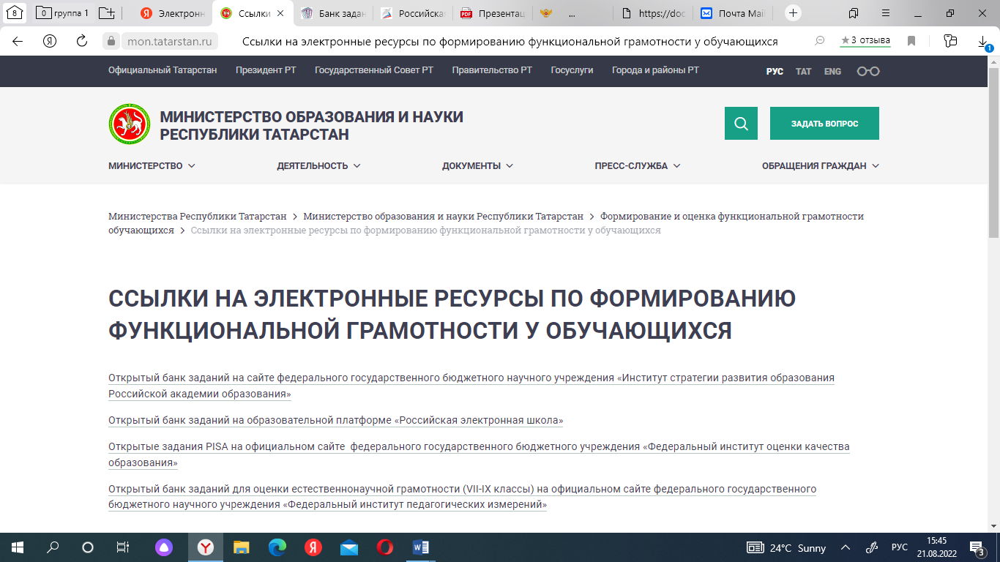 8
0 группа 1
Электронн
Ссылки
Банк задан
Российская
PDF Презентац
...
https://doc
Почта Mail
mon.tatarstan.ru
Ссылки на электронные ресурсы по формированию функциональной грамотности у обучающихся
★3 отзыва
1
Официальный Татарстан Президент РТ Государственный Совет РТ Правительство РТ Госуслуги Города и районы РТ РУС ТАТ ENG
МИНИСТЕРСТВО ОБРАЗОВАНИЯ И НАУКИ
РЕСПУБЛИКИ ТАТАРСТАН
ЗАДАТЬ ВОПРОС
МИНИСТЕРСТВО ДЕЯТЕЛЬНОСТЬ ДОКУМЕНТЫ ПРЕСС-СЛУЖБА ОБРАЩЕНИЯ ГРАЖДАН
Министерства Республики Татарстан > Министерство образования и науки Республики Татарстан > Формирование и оценка функциональной грамотности
обучающихся > Ссылки на электронные ресурсы по формированию функциональной грамотности у обучающихся
ССЫЛКИ НА ЭЛЕКТРОННЫЕ РЕСУРСЫ ПО ФОРМИРОВАНИЮ
ФУНКЦИОНАЛЬНОЙ ГРАМОТНОСТИ У ОБУЧАЮЩИХСЯ
Открытый банк заданий на сайте федерального государственного бюджетного научного учреждения «Институт стратегии развития образования
Российской академии образования»
Открытый банк заданий на образовательной платформе «Российская электронная школа»
Открытые задания PISA на официальном сайте федерального государственного бюджетного учреждения «Федеральный институт оценки качества
образования»
Открытый банк заданий для оценки естественнонаучной грамотности (VII-IX классы) на официальном сайте федерального государственного
бюджетного научного учреждения «Федеральный институт педагогических измерений»
24°C Sunny
РУС
15:45
21.08.2022
3